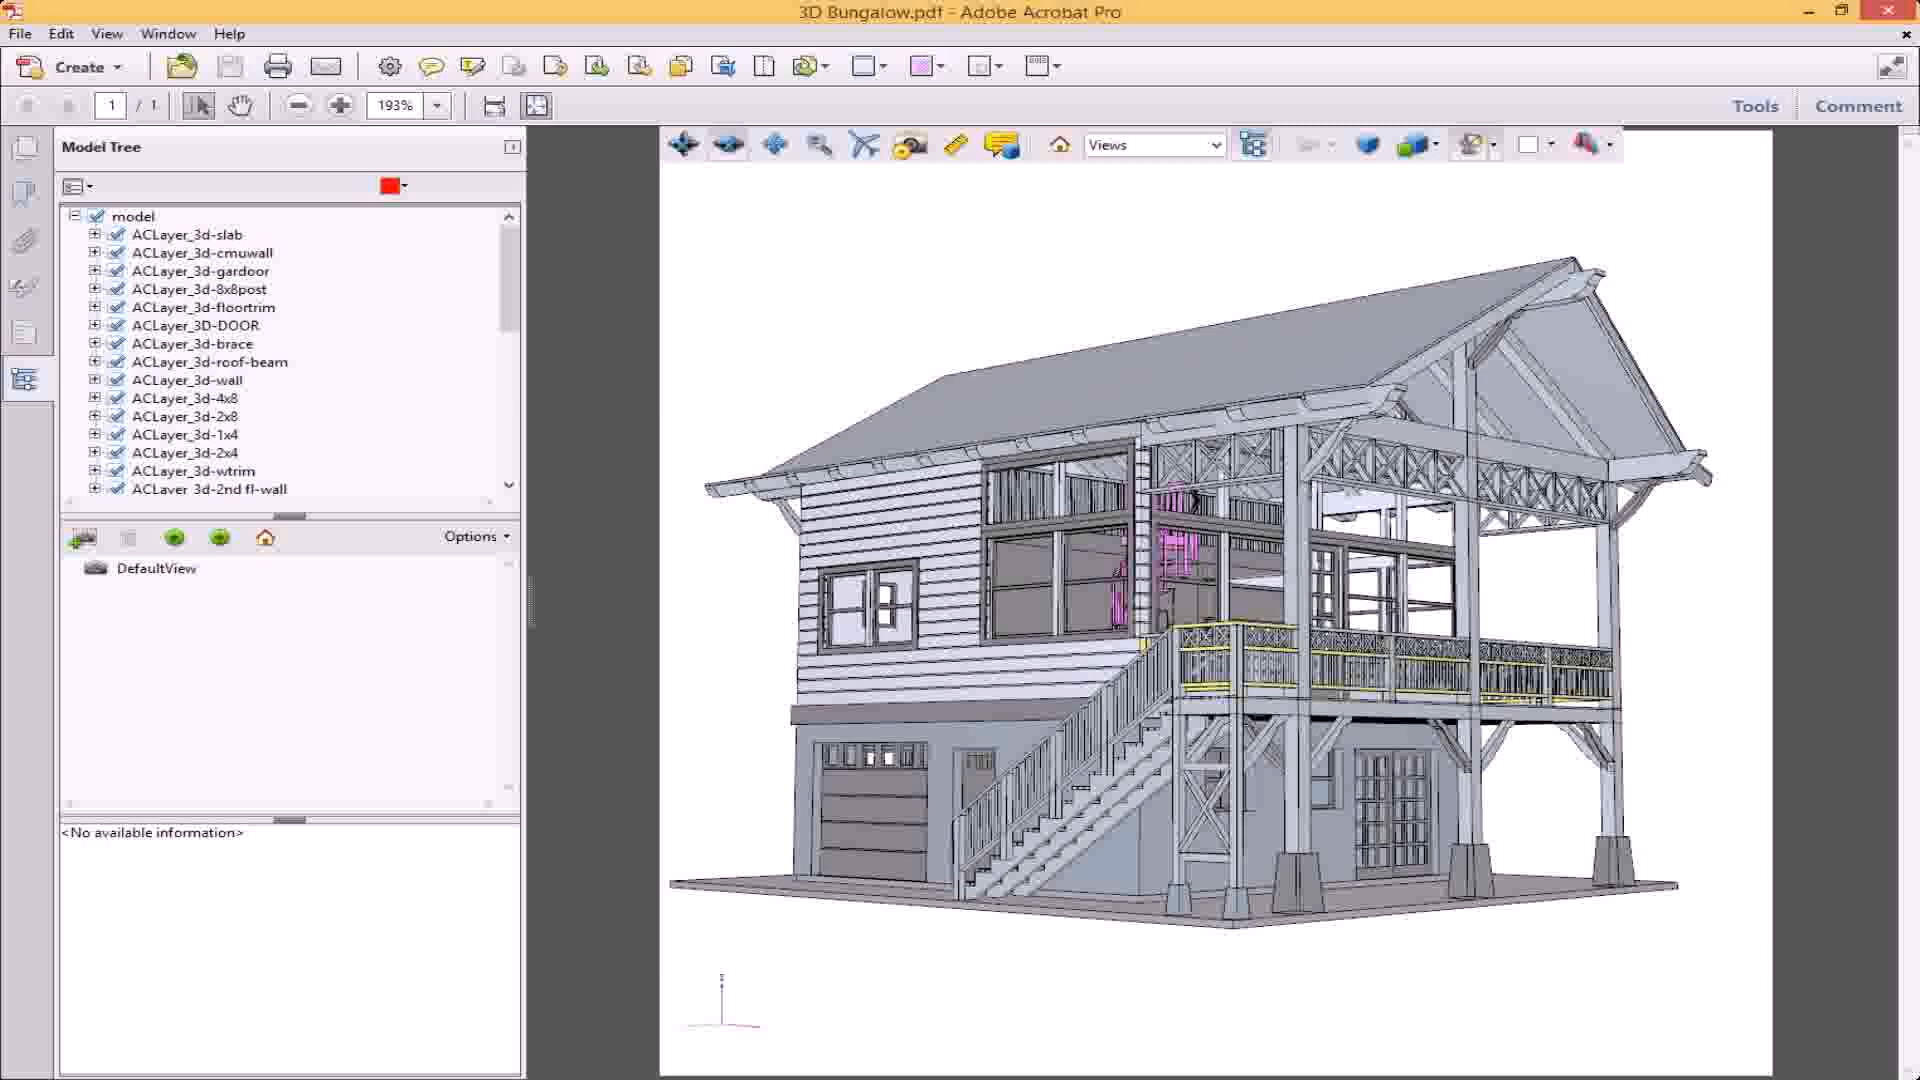 3D Bungalow.pdf - Adobe Acrobat Pro
File Edit View Window Help
Create
1 / 1 193% Tools Comment
Model Tree
Views
model
ACLayer_3d-slab
ACLayer_3d-cmuwall
ACLayer_3d-gardoor
ACLayer_3d-8x8post
ACLayer_3d-floortrim
ACLayer_3D-DOOR
ACLayer_3d-brace
ACLayer_3d-roof-beam
ACLayer_3d-wall
ACLayer_3d-4x8
ACLayer_3d-2x8
ACLayer_3d-1x4
ACLayer_3d-2x4
ACLayer_3d-wtrim
ACLayer_3d-2nd fl-wall
Options
DefaultView
<No available information>